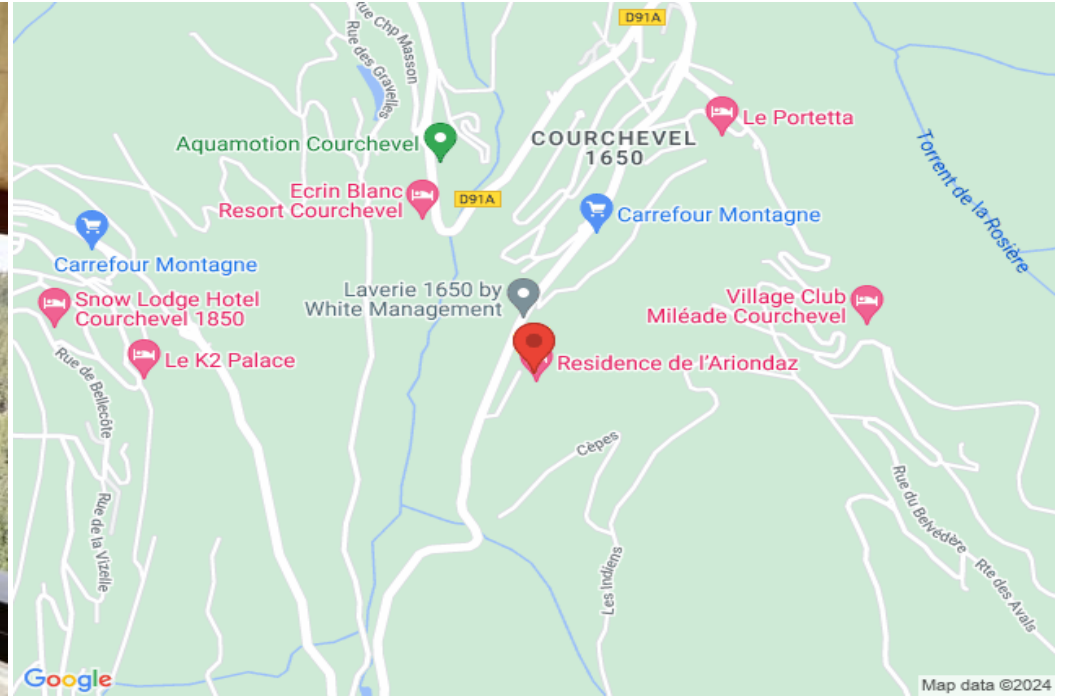 D91A
Rue Chp Masson
Rue des Gravelles
Le Portetta
Aquamotion Courchevel
COURCHEVEL
1650
Torrent de la Rosière
Ecrin Blanc
Resort Courchevel
D91A
Carrefour Montagne
Carrefour Montagne
Laverie 1650 by
White Management
Village Club
Miléade Courchevel
Snow Lodge Hotel
Courchevel 1850
Le K2 Palace
Residence de l'Ariondaz
Rue de Bellecôte
Cèpes
Rue de la Vizelle
Rue du Belvédère
Les Indiens
Rte des Avals
Google
Map data ©2024